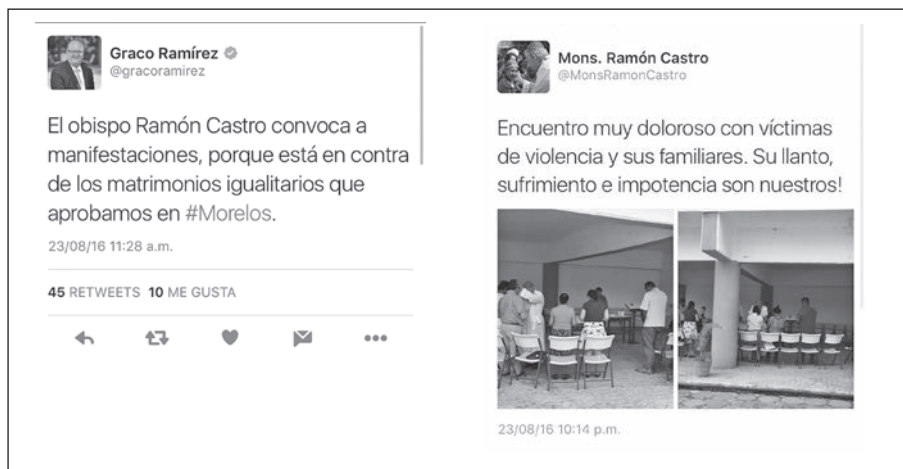 Graco Ramírez
@gracoramirez
El obispo Ramón Castro convoca a
manifestaciones, porque está en contra
de los matrimonios igualitarios que
aprobamos en #Morelos.
23/08/16 11:28 a.m.
45 RETWEETS 10 ME GUSTA
Mons. Ramón Castro
@MonsRamonCastro
Encuentro muy doloroso con víctimas
de violencia y sus familiares. Su llanto,
sufrimiento e impotencia son nuestros!
23/08/16 10:14 p.m.